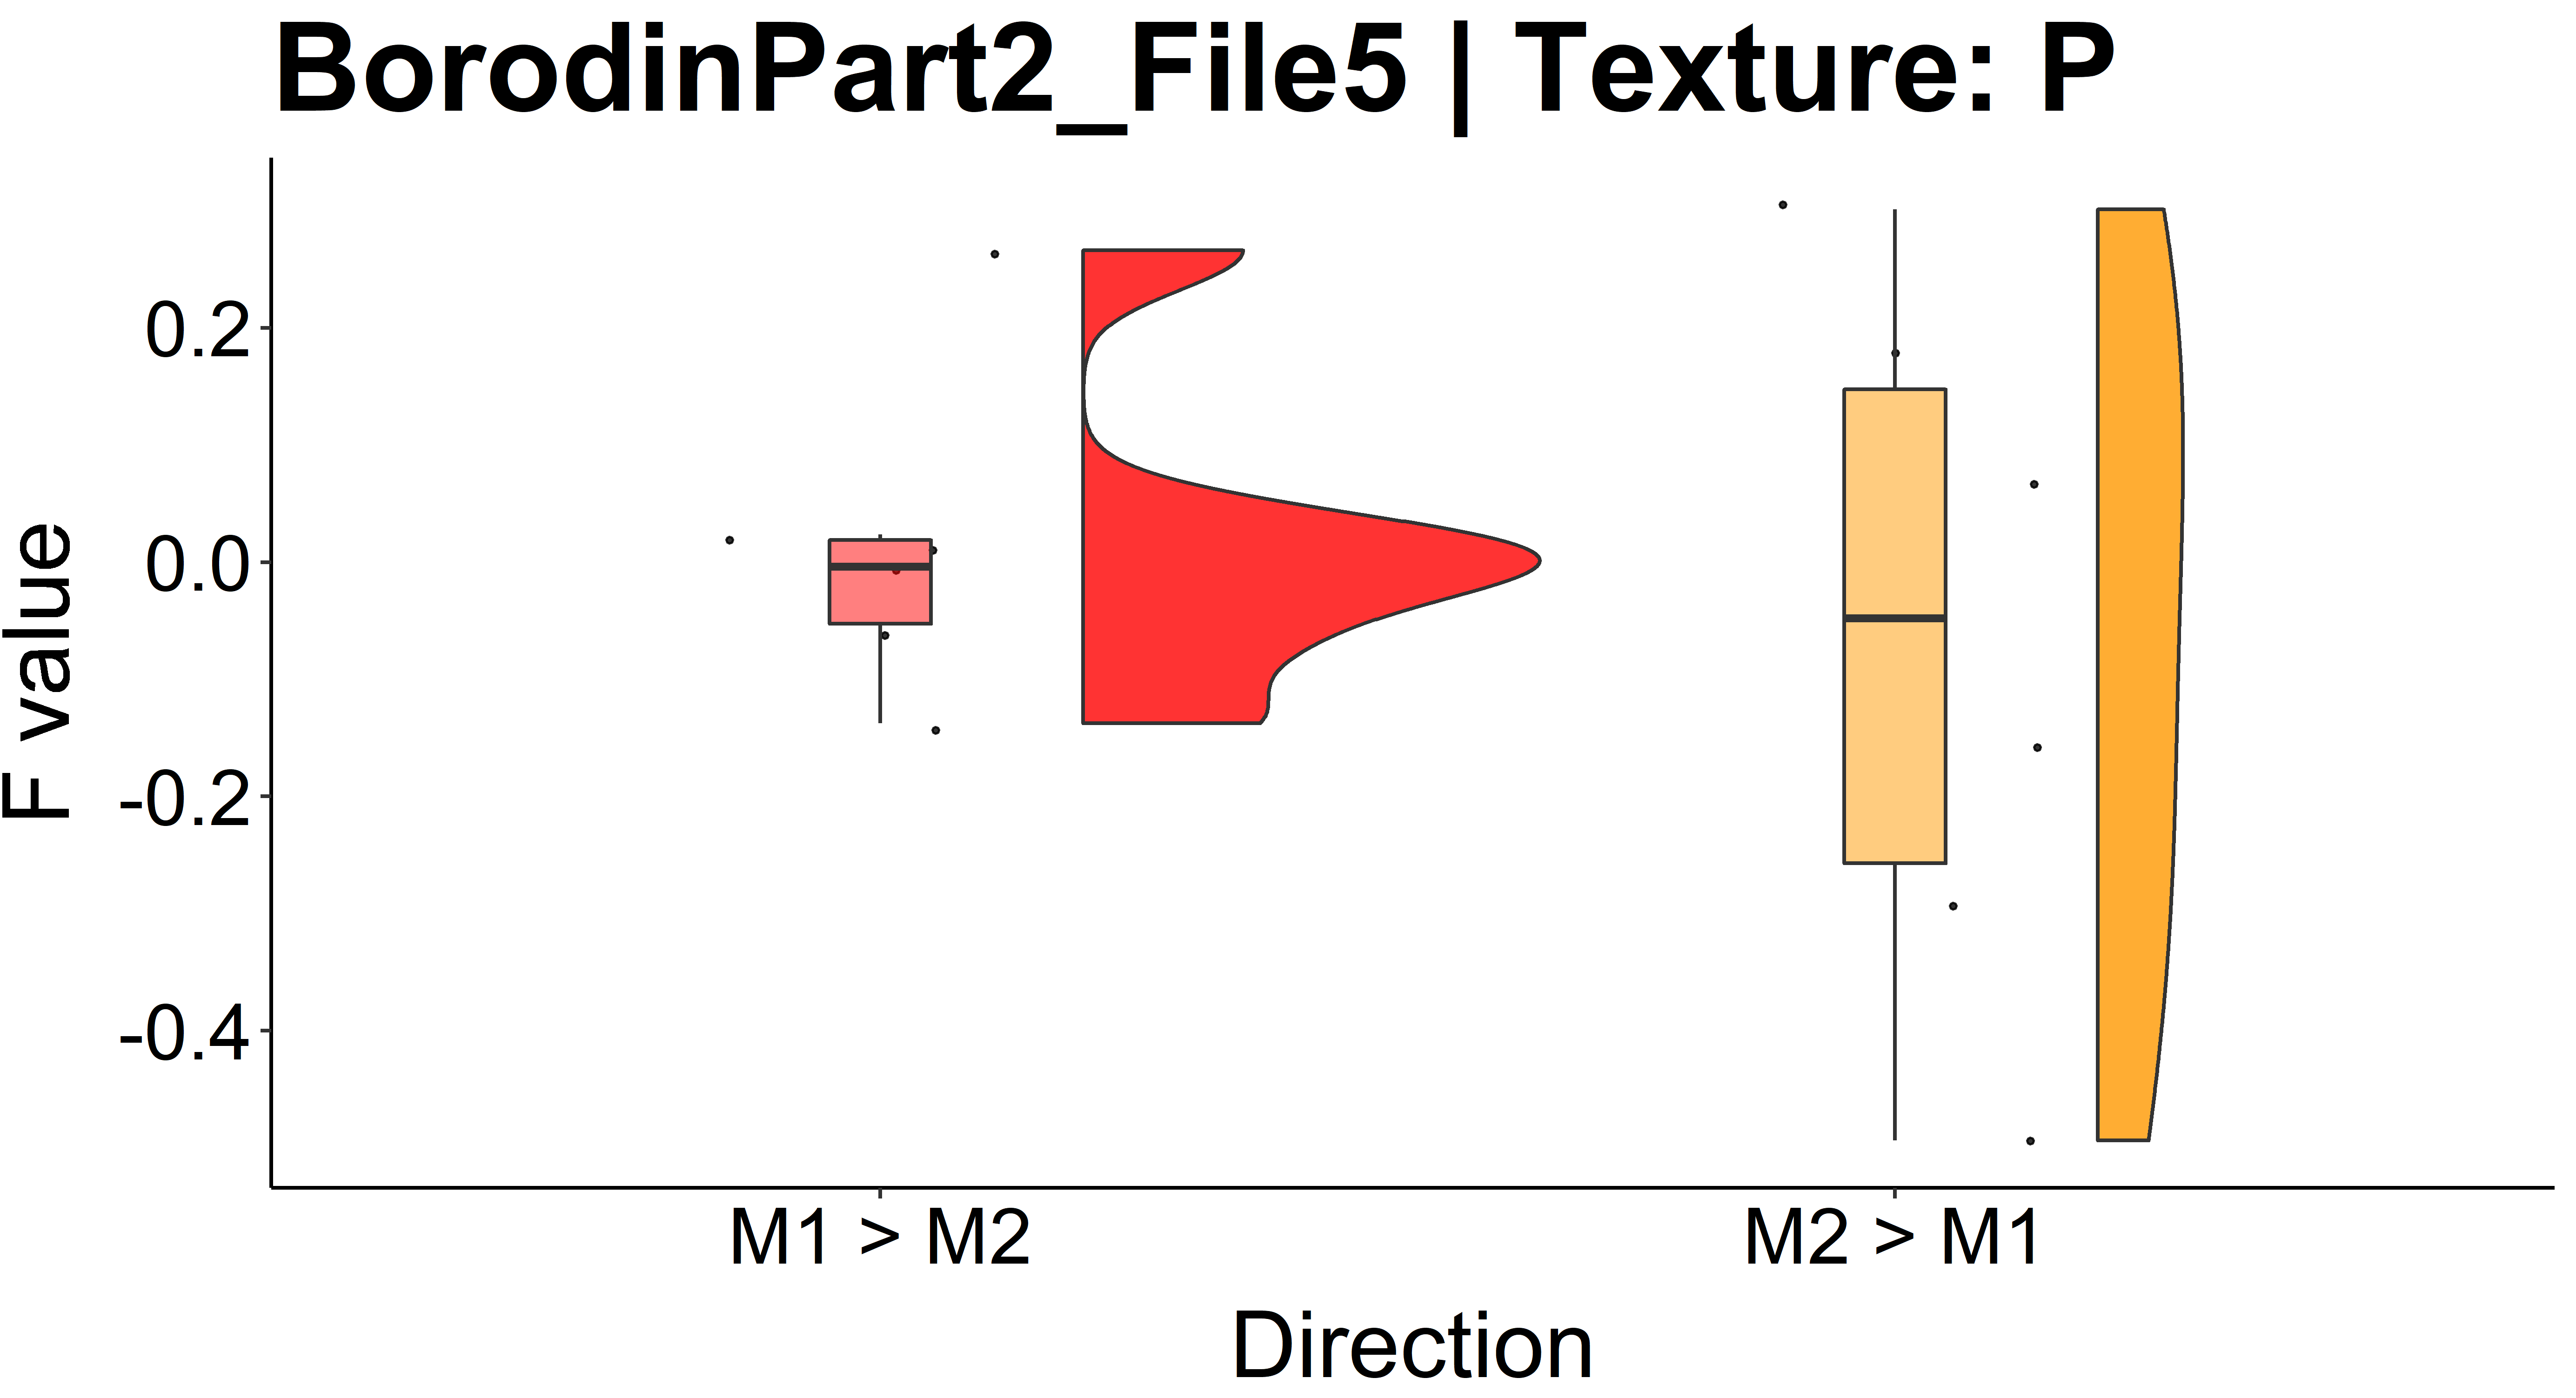 BorodinPart2_File5 | Texture: P
F value
0.2
0.0
-0.2
-0.4
M1 > M2
M2 > M1
Direction